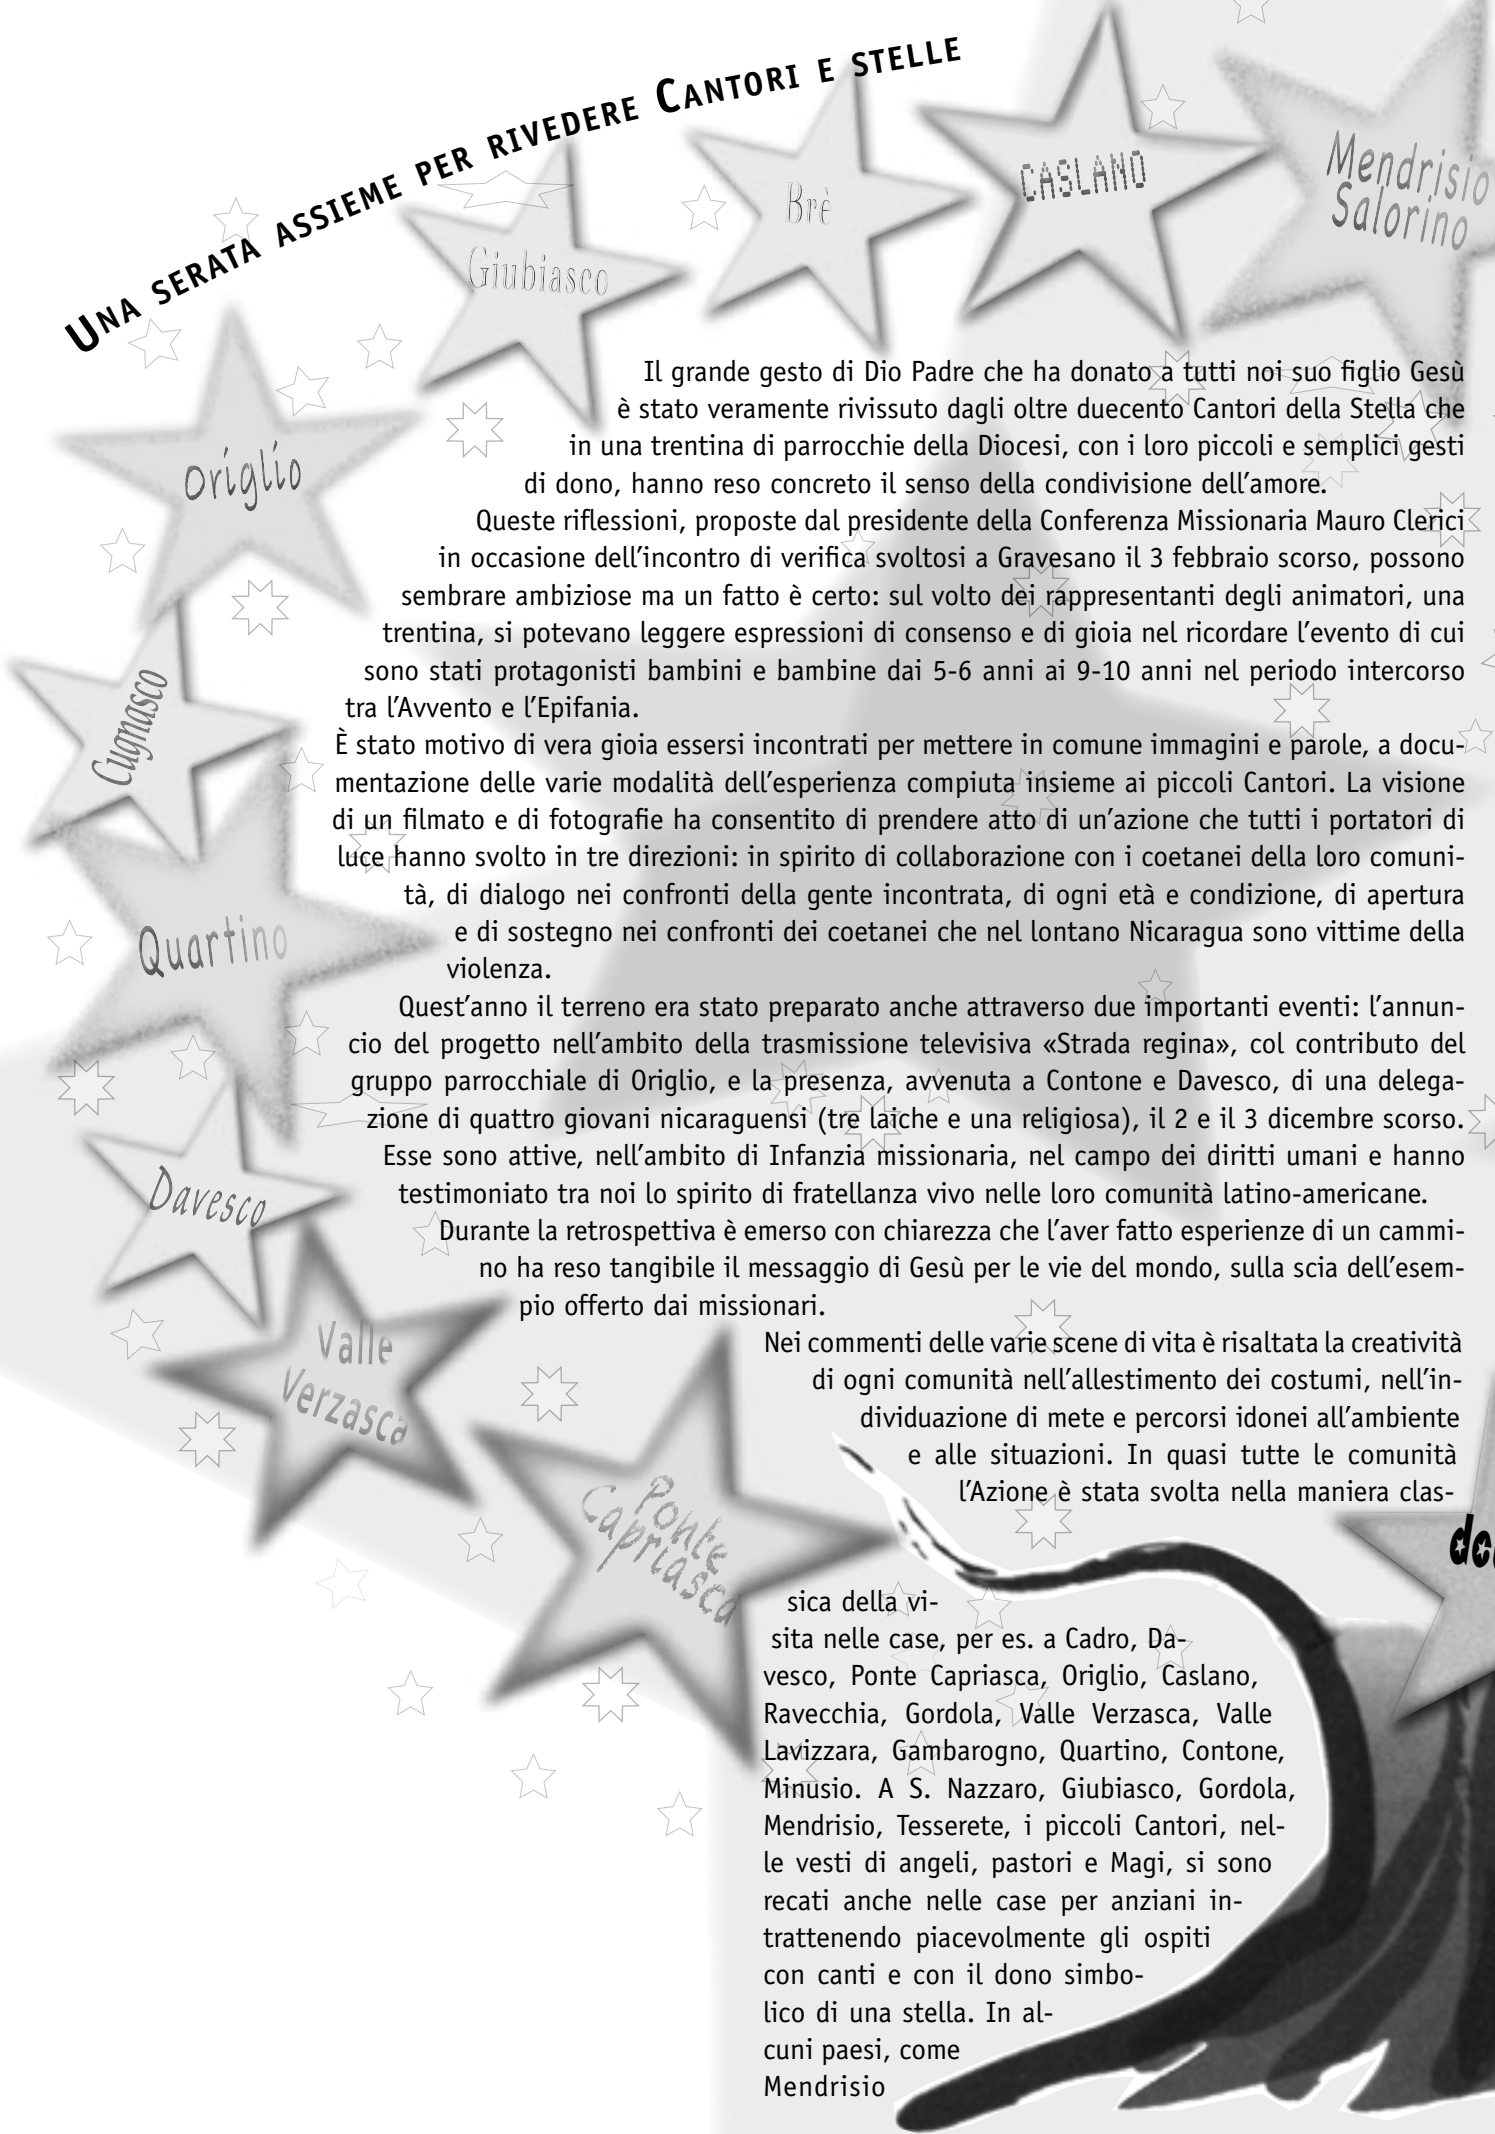 UNA SERATA ASSIEME PER RIVEDERE CANTORI E STELLE
Mendrisio
Salorino
CASLANO
Brè
Giubiasco
Origlio
Cugnasco
Quartino
Davesco
Valle
Verzasca
Ponte
Capriasca
Il grande gesto di Dio Padre che ha donato a tutti noi suo figlio Gesù
è stato veramente rivissuto dagli oltre duecento Cantori della Stella che
in una trentina di parrocchie della Diocesi, con i loro piccoli e semplici gesti
di dono, hanno reso concreto il senso della condivisione dell’amore.
Queste riflessioni, proposte dal presidente della Conferenza Missionaria Mauro Clerici
in occasione dell’incontro di verifica svoltosi a Gravesano il 3 febbraio scorso, possono
sembrare ambiziose ma un fatto è certo: sul volto dei rappresentanti degli animatori, una
trentina, si potevano leggere espressioni di consenso e di gioia nel ricordare l’evento di cui
sono stati protagonisti bambini e bambine dai 5-6 anni ai 9-10 anni nel periodo intercorso
tra l’Avvento e l’Epifania.
È stato motivo di vera gioia essersi incontrati per mettere in comune immagini e parole, a docu-
mentazione delle varie modalità dell’esperienza compiuta insieme ai piccoli Cantori. La visione
di un filmato e di fotografie ha consentito di prendere atto di un’azione che tutti i portatori di
luce hanno svolto in tre direzioni: in spirito di collaborazione con i coetanei della loro comuni-
tà, di dialogo nei confronti della gente incontrata, di ogni età e condizione, di apertura
e di sostegno nei confronti dei coetanei che nel lontano Nicaragua sono vittime della
violenza.
Quest’anno il terreno era stato preparato anche attraverso due importanti eventi: l’annun-
cio del progetto nell’ambito della trasmissione televisiva «Strada regina», col contributo del
gruppo parrocchiale di Origlio, e la presenza, avvenuta a Contone e Davesco, di una delega-
zione di quattro giovani nicaraguensi (tre laiche e una religiosa), il 2 e il 3 dicembre scorso.
Esse sono attive, nell’ambito di Infanzia missionaria, nel campo dei diritti umani e hanno
testimoniato tra noi lo spirito di fratellanza vivo nelle loro comunità latino-americane.
Durante la retrospettiva è emerso con chiarezza che l’aver fatto esperienze di un cammi-
no ha reso tangibile il messaggio di Gesù per le vie del mondo, sulla scia dell’esem-
pio offerto dai missionari.
Nei commenti delle varie scene di vita è risaltata la creatività
di ogni comunità nell’allestimento dei costumi, nell’in-
dividuazione di mete e percorsi idonei all’ambiente
e alle situazioni. In quasi tutte le comunità
l’Azione è stata svolta nella maniera clas-
sica della vi-
sita nelle case, per es. a Cadro, Da-
vesco, Ponte Capriasca, Origlio, Caslano,
Ravecchia, Gordola, Valle Verzasca, Valle
Lavizzara, Gambarogno, Quartino, Contone,
Minusio. A S. Nazzaro, Giubiasco, Gordola,
Mendrisio, Tesserete, i piccoli Cantori, nel-
le vesti di angeli, pastori e Magi, si sono
recati anche nelle case per anziani in-
trattenendo piacevolmente gli ospiti
con canti e con il dono simbo-
lico di una stella. In al-
cuni paesi, come
Mendrisio